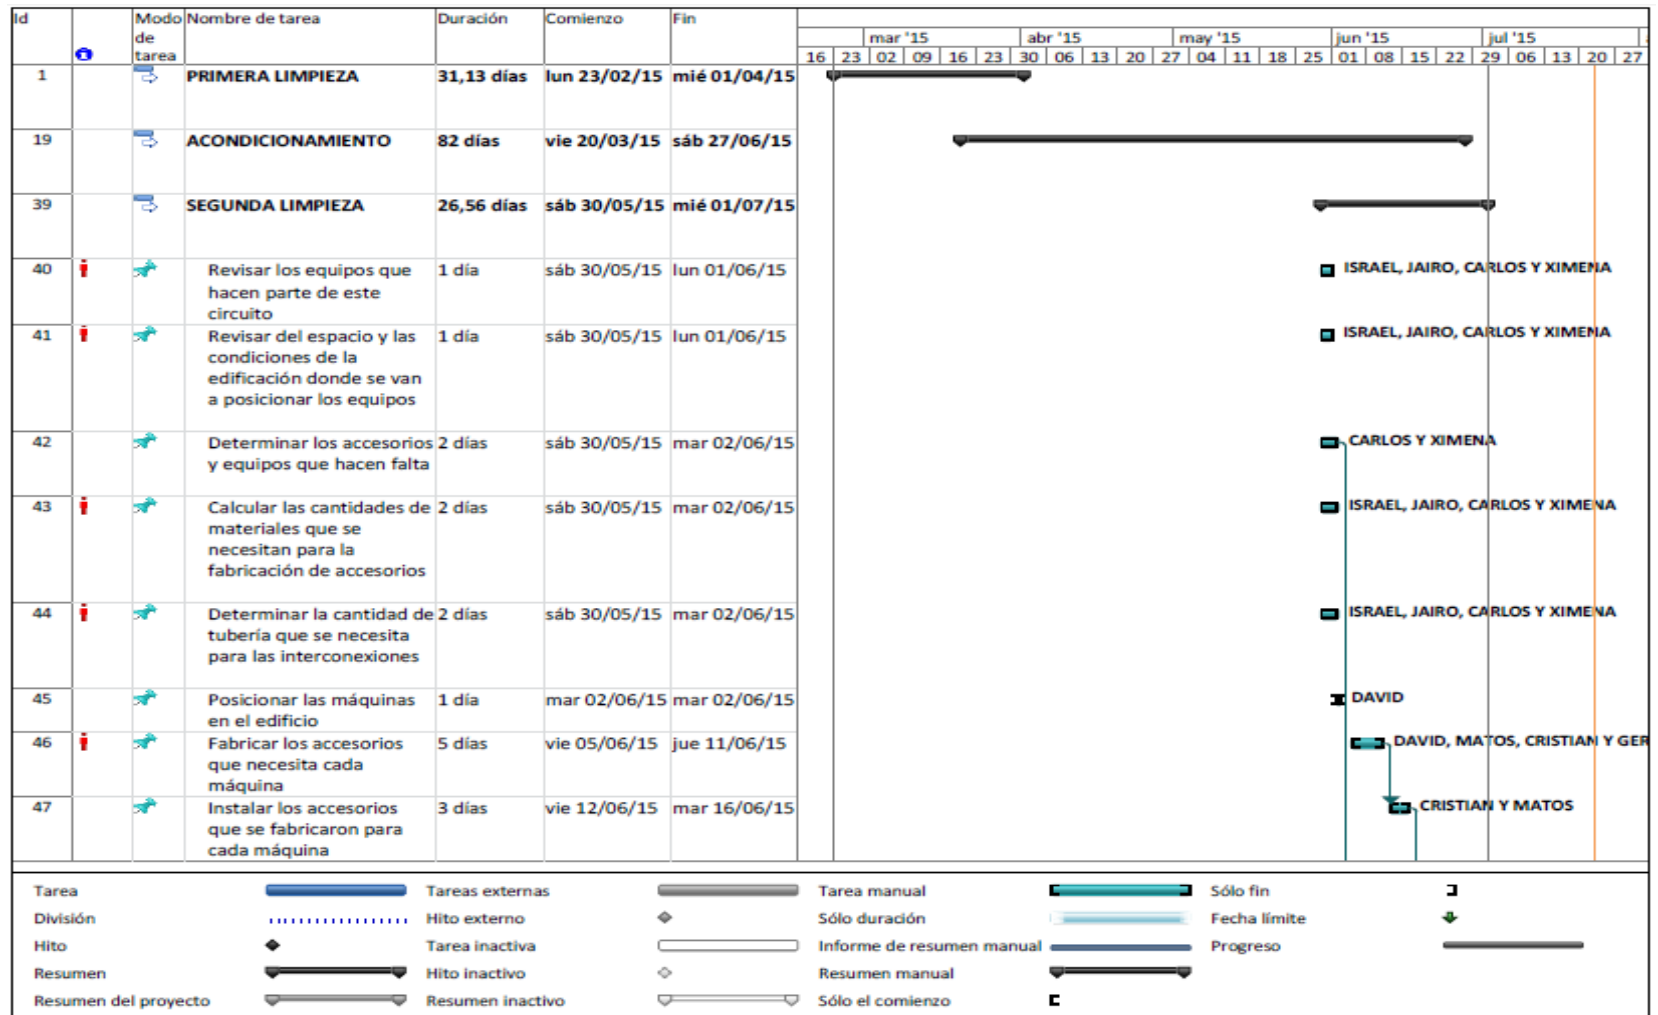 Id Modo Nombre de tarea Duración Comienzo Fin
de
tarea
mar '15 abr '15 may '15 jun '15 jul '15
16 23 02 09 16 23 30 06 13 20 27 04 11 18 25 01 08 15 22 29 06 13 20 27
1 PRIMERA LIMPIEZA 31,13 días lun 23/02/15 mié 01/04/15
19 ACONDICIONAMIENTO 82 días vie 20/03/15 sáb 27/06/15
39 SEGUNDA LIMPIEZA 26,56 días sáb 30/05/15 mié 01/07/15
40 Revisar los equipos que 1 día sáb 30/05/15 lun 01/06/15 ISRAEL, JAIRO, CARLOS Y XIMENA
hacen parte de este
circuito
41 Revisar del espacio y las 1 día sáb 30/05/15 lun 01/06/15 ISRAEL, JAIRO, CARLOS Y XIMENA
condiciones de la
edificación donde se van
a posicionar los equipos
42 Determinar los accesorios 2 días sáb 30/05/15 mar 02/06/15 CARLOS Y XIMENA
y equipos que hacen falta
43 Calcular las cantidades de 2 días sáb 30/05/15 mar 02/06/15 ISRAEL, JAIRO, CARLOS Y XIMENA
materiales que se
necesitan para la
fabricación de accesorios
44 Determinar la cantidad de 2 días sáb 30/05/15 mar 02/06/15 ISRAEL, JAIRO, CARLOS Y XIMENA
tubería que se necesita
para las interconexiones
45 Posicionar las máquinas 1 día mar 02/06/15 mar 02/06/15 DAVID
en el edificio
46 Fabricar los accesorios 5 días vie 05/06/15 jue 11/06/15 DAVID, MATOS, CRISTIAN Y GER
que necesita cada
máquina
47 Instalar los accesorios 3 días vie 12/06/15 mar 16/06/15 CRISTIAN Y MATOS
que se fabricaron para
cada máquina
Tarea Tareas externas Tarea manual Sólo fin
División Hito externo Sólo duración Fecha límite
Hito Tarea inactiva Informe de resumen manual Progreso
Resumen Hito inactivo Resumen manual
Resumen del proyecto Resumen inactivo Sólo el comienzo